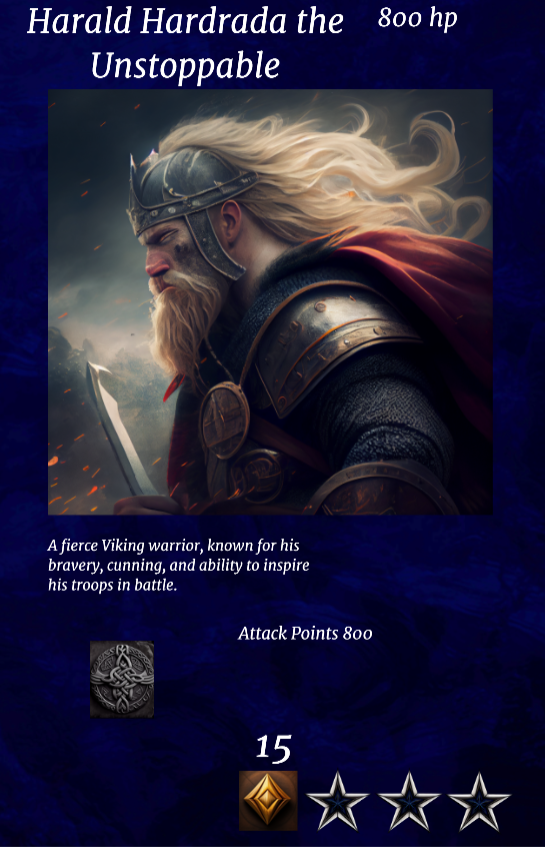 Harald Hardrada the
Unstoppable
800 hp
A fierce Viking warrior, known for his
bravery, cunning, and ability to inspire
his troops in battle.
Attack Points 800
15